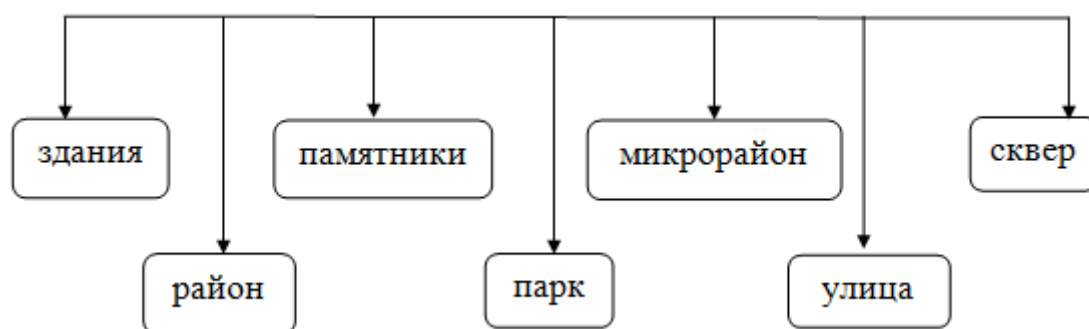 здания
памятники
микрорайон
сквер
район
парк
улица